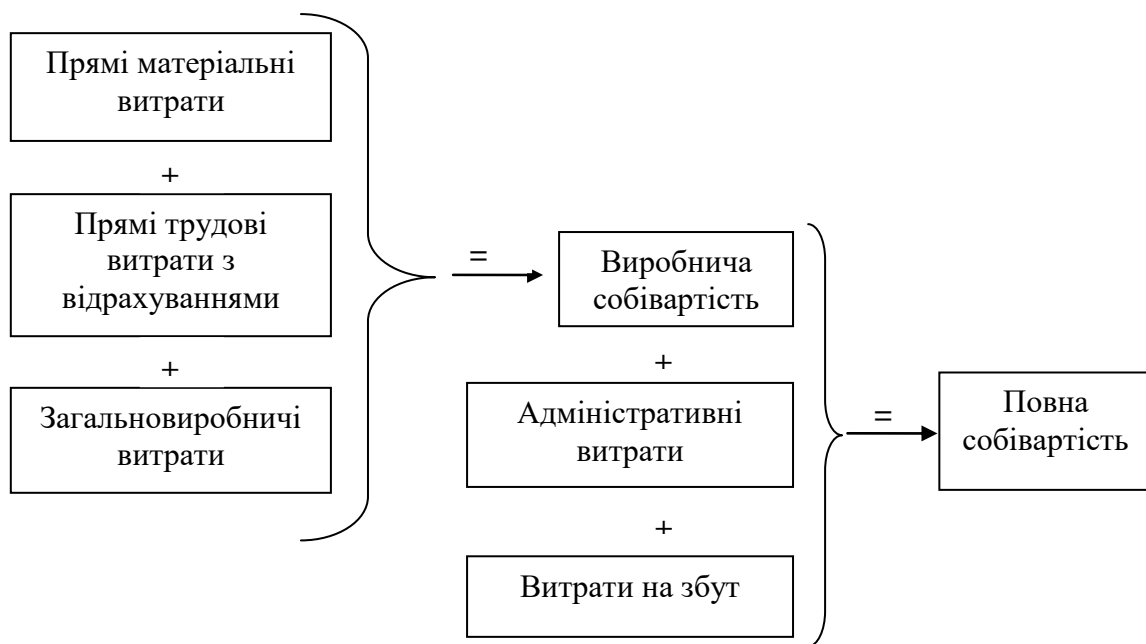 Прямі матеріальні
витрати
+
Прямі трудові
витрати з
відрахуваннями
+
Загальновиробничі
витрати
=
Виробнича
собівартість
+
Адміністративні
витрати
+
Витрати на збут
=
Повна
собівартість